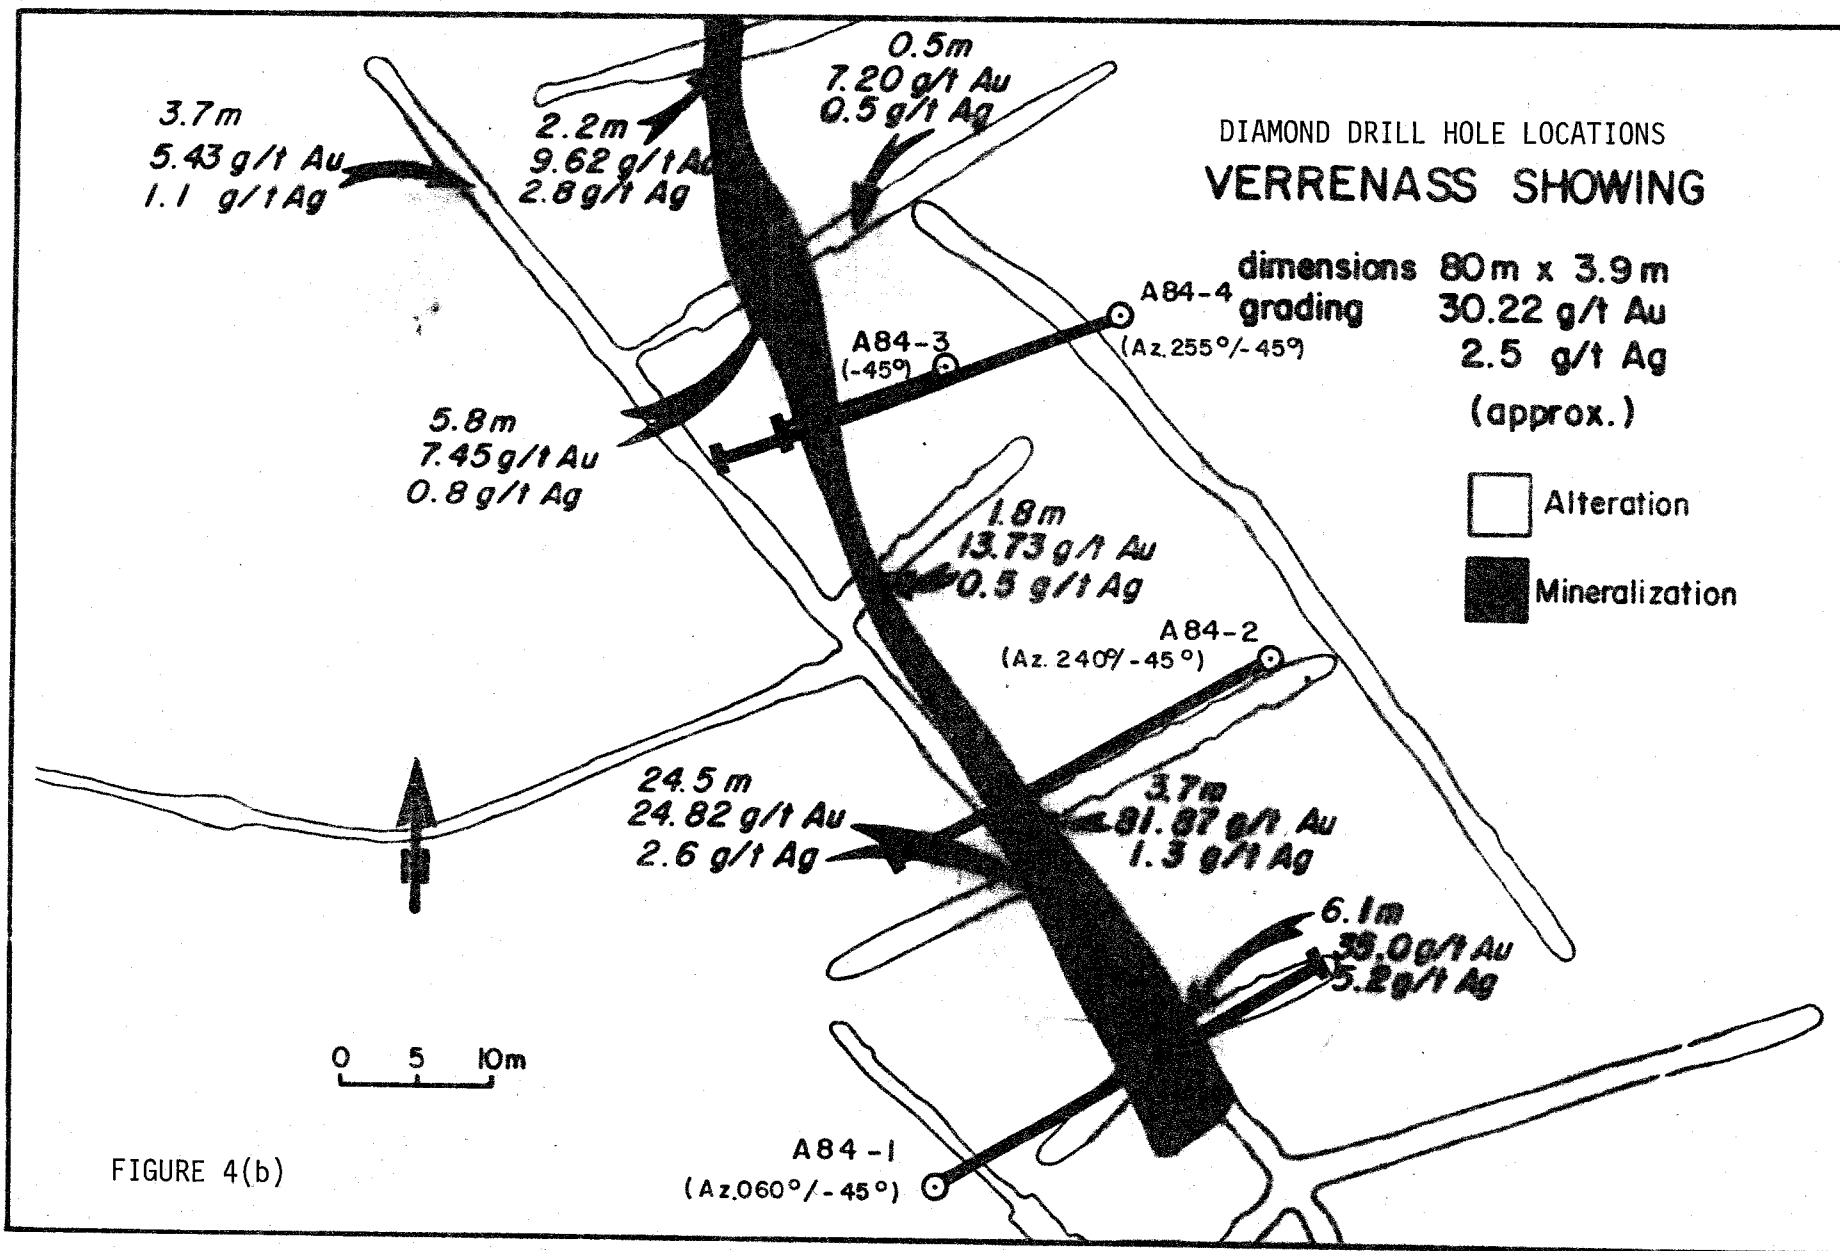 0.5m
7.20 g/t Au
0.5 g/t Ag
3.7m
5.43 g/t Au
1.1 g/t Ag
2.2m
9.62 g/t Au
2.8 g/t Ag
DIAMOND DRILL HOLE LOCATIONS
VERRENASS SHOWING
dimensions 80m x 3.9m
grading 30.22 g/t Au
2.5 g/t Ag
(approx.)
A84-4
(Az.255°/-45°)
A84-3
(-45°)
5.8m
7.45 g/t Au
0.8 g/t Ag
Alteration
Mineralization
1.8m
13.73 g/t Au
0.5 g/t Ag
A84-2
(Az. 240°/-45°)
24.5m
24.82 g/t Au
2.6 g/t Ag
3.7m
81.87 g/t Au
1.3 g/t Ag
6.1m
g/t Au
5.2 g/t Ag
0 5 10m
A84-1
(Az.060°/-45°)
FIGURE 4(b)